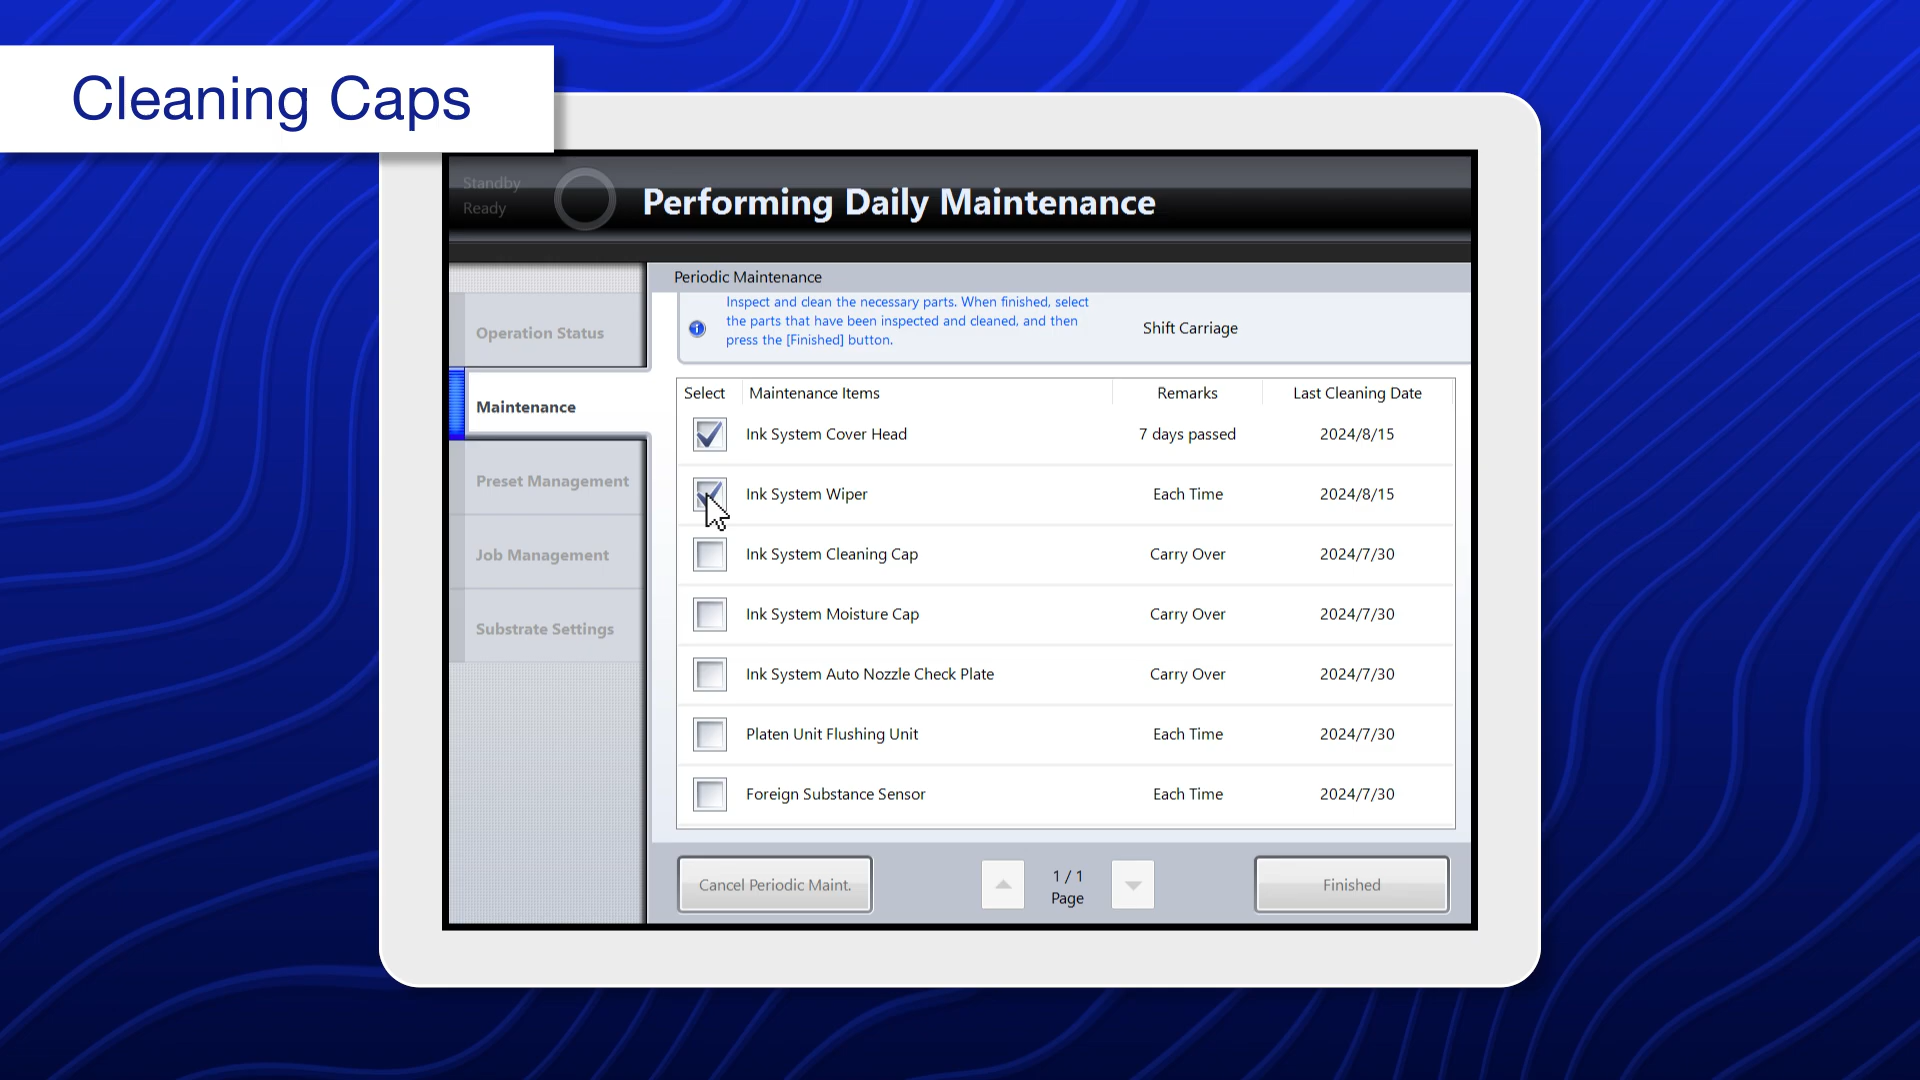 Cleaning Caps
Standby
Ready
Performing Daily Maintenance
Periodic Maintenance
Operation Status
Maintenance
Preset Management
Job Management
Substrate Settings
Inspect and clean the necessary parts. When finished, select
the parts that have been inspected and cleaned, and then
press the [Finished] button.
Shift Carriage
Select Maintenance Items Remarks Last Cleaning Date
Ink System Cover Head 7 days passed 2024/8/15
Ink System Wiper Each Time 2024/8/15
Ink System Cleaning Cap Carry Over 2024/7/30
Ink System Moisture Cap Carry Over 2024/7/30
Ink System Auto Nozzle Check Plate Carry Over 2024/7/30
Platen Unit Flushing Unit Each Time 2024/7/30
Foreign Substance Sensor Each Time 2024/7/30
Cancel Periodic Maint.
1 / 1
Page
Finished